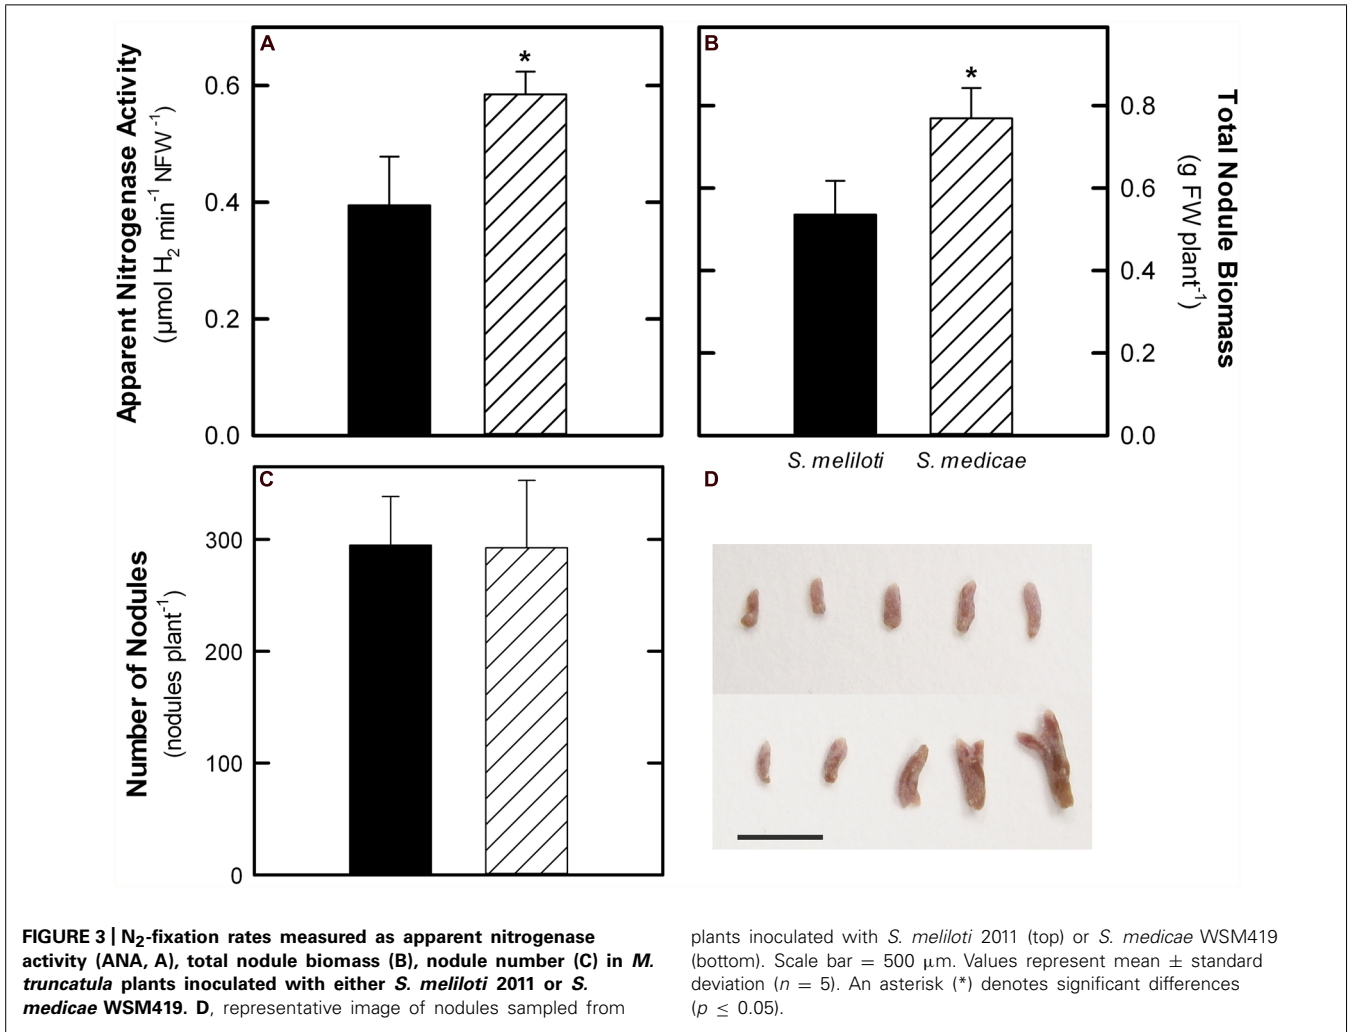 A
*
0.6
0.4
0.2
0.0
Apparent Nitrogenase Activity
(μmol H2 min-1 NFW-1)
B
*
0.8
0.6
0.4
0.2
0.0
Total Nodule Biomass
(g FW plant-1)
S. meliloti S. medicae
C
300
200
100
0
Number of Nodules
(nodules plant-1)
D
FIGURE 3 | N2-fixation rates measured as apparent nitrogenase
activity (ANA, A), total nodule biomass (B), nodule number (C) in M.
truncatula plants inoculated with either S. meliloti 2011 or S.
medicae WSM419. D, representative image of nodules sampled from
plants inoculated with S. meliloti 2011 (top) or S. medicae WSM419
(bottom). Scale bar = 500 μm. Values represent mean ± standard
deviation (n = 5). An asterisk (*) denotes significant differences
(p ≤ 0.05).